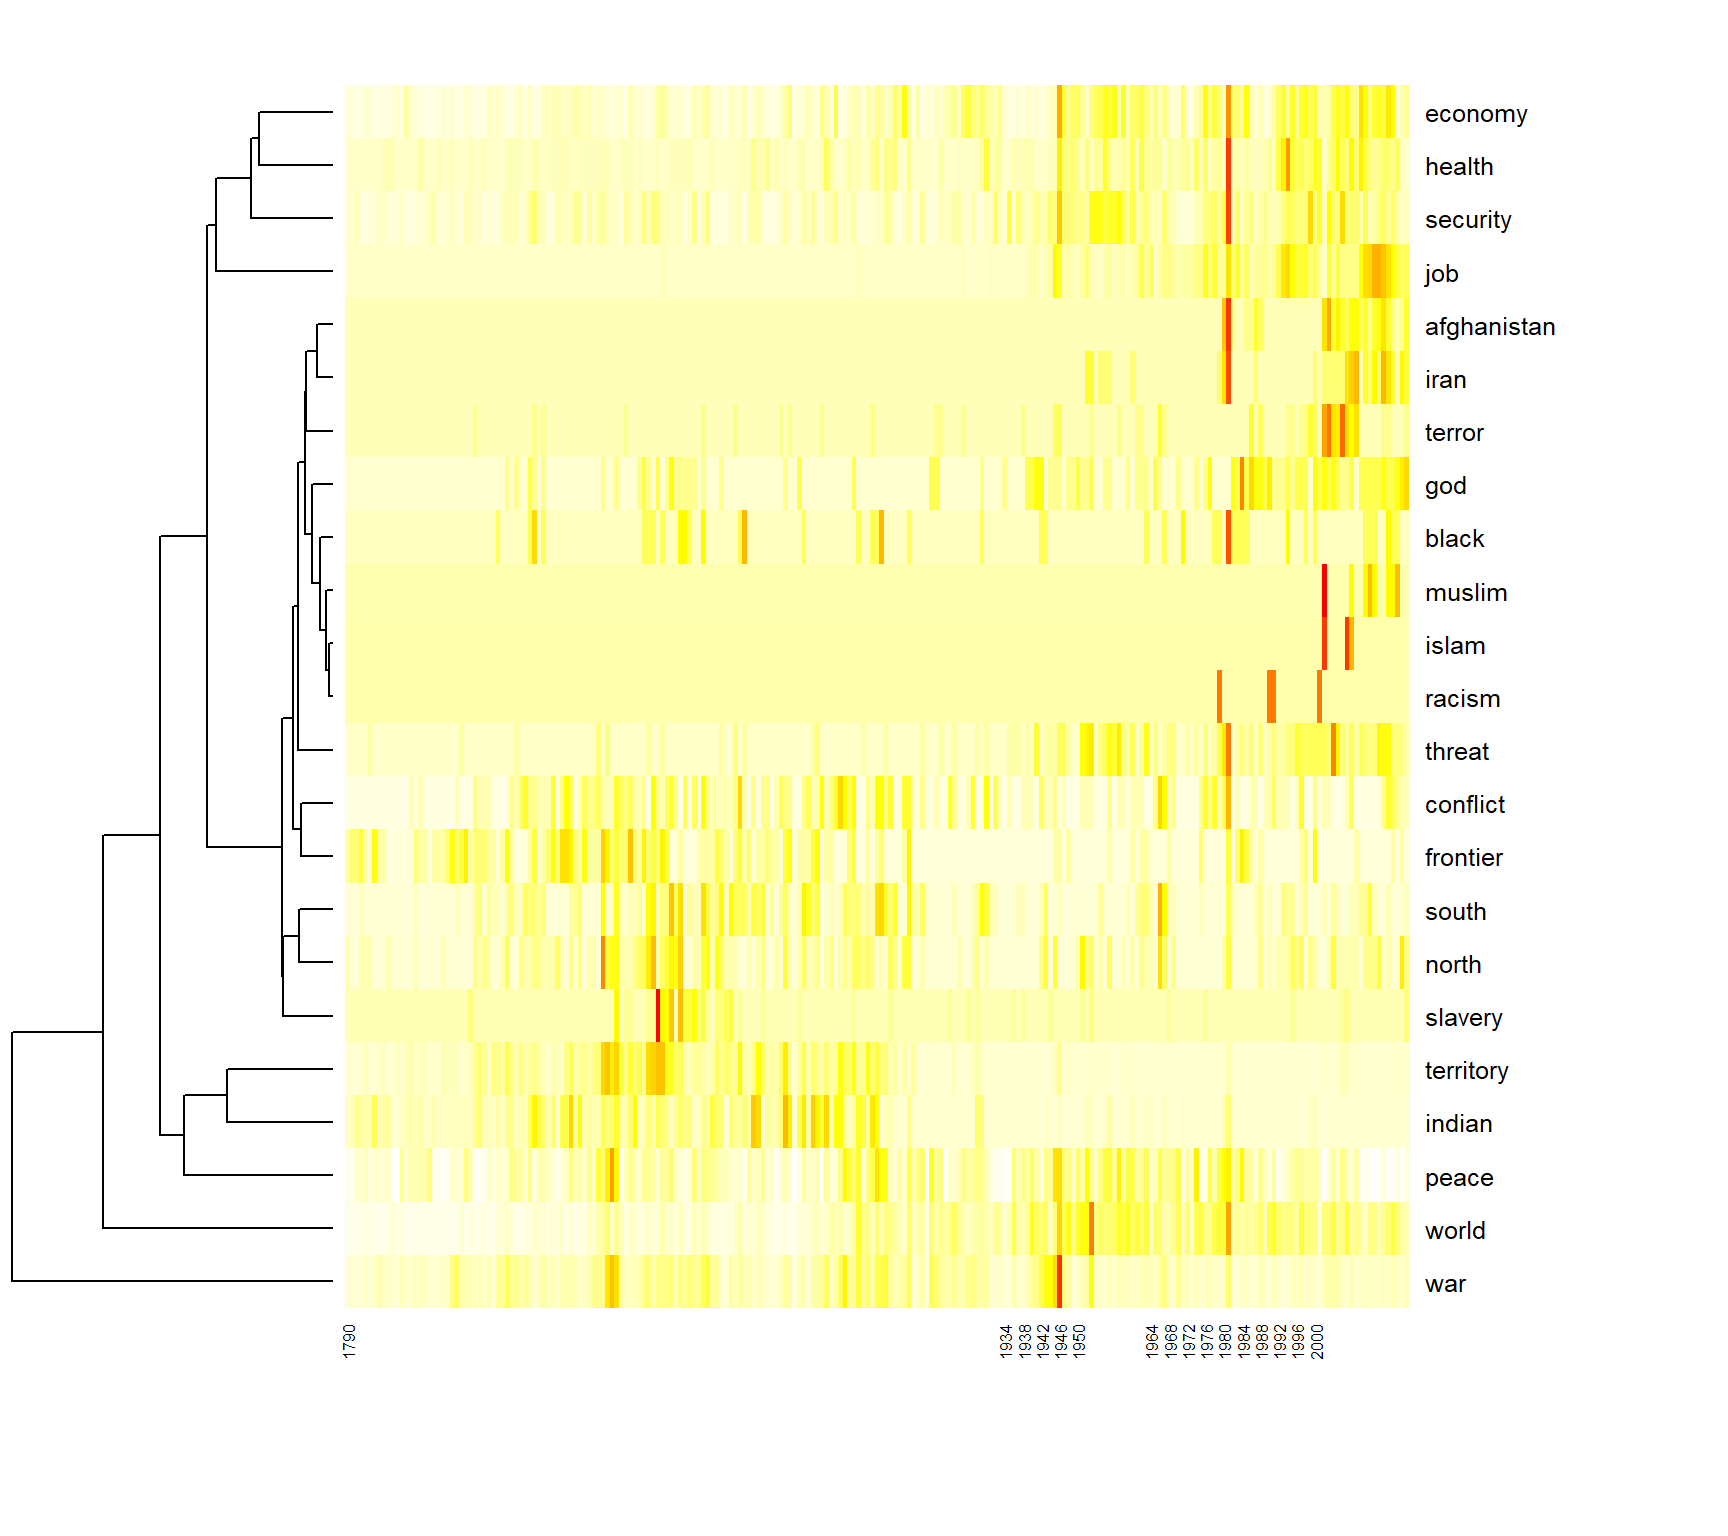 economy
health
security
job
afghanistan
iran
terror
god
black
muslim
islam
racism
threat
conflict
frontier
south
north
slavery
territory
indian
peace
world
war
1790
1934
1938
1942
1946
1950
1964
1968
1972
1976
1980
1984
1988
1992
1996
2000